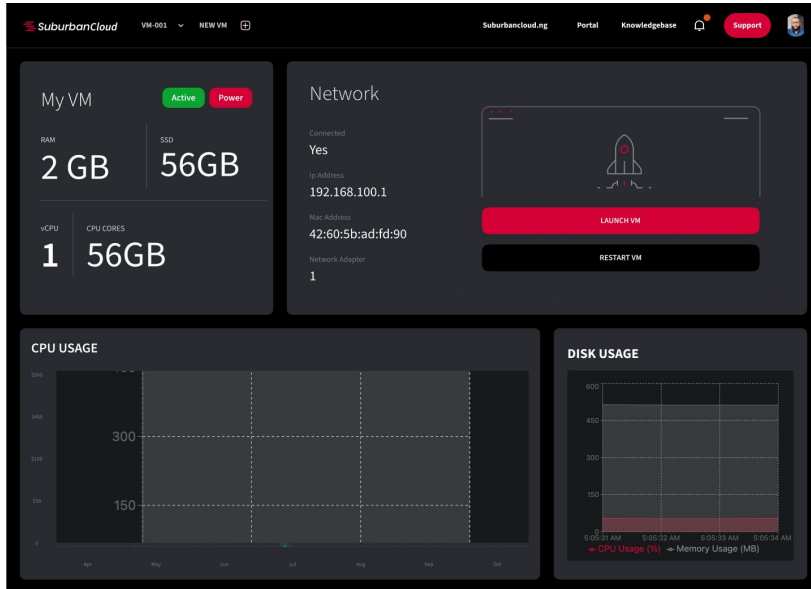 SuburbanCloud VM-001 NEW VM Suburbancloud.ng Portal Knowledgebase Support
My VM Active Power
RAM SSD
2 GB 56GB
vCPU CPU CORES
1 56GB
Network
Connected
Yes
Ip Address
192.168.100.1
Mac Address
42:60:5b:ad:fd:90
Network Adapter
1
LAUNCH VM
RESTART VM
CPU USAGE
300
150
0
Apr May Jun Jul Aug Sep Oct
DISK USAGE
600
450
300
150
0
5:05:31 AM 5:05:32 AM 5:05:33 AM 5:05:34 AM
CPU Usage (%) Memory Usage (MB)